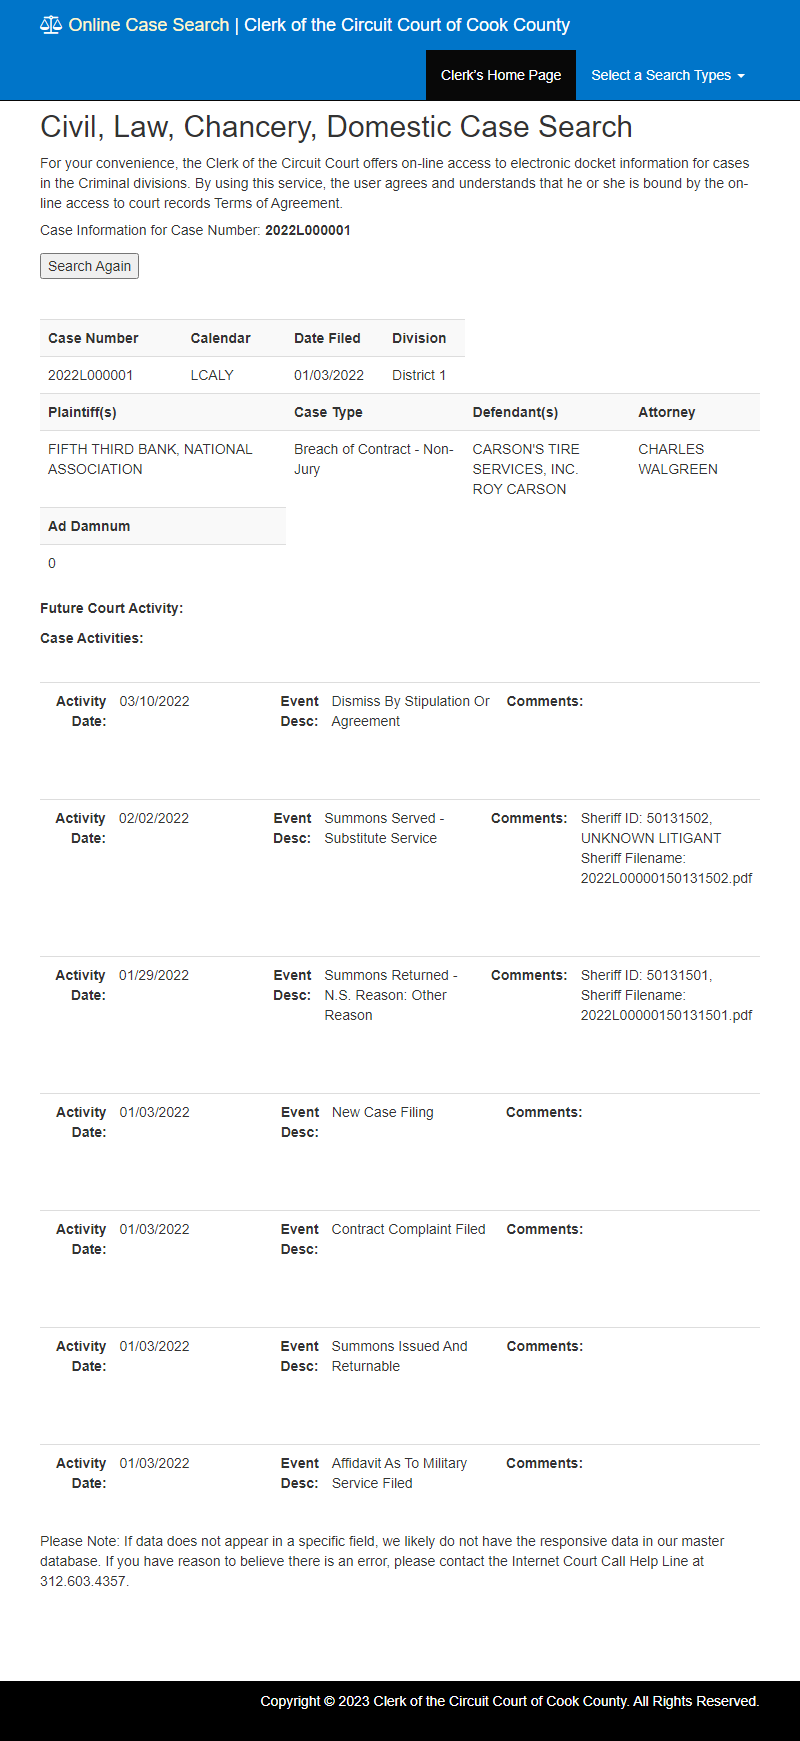 Online Case Search | Clerk of the Circuit Court of Cook County
Clerk's Home Page Select a Search Types
Civil, Law, Chancery, Domestic Case Search
For your convenience, the Clerk of the Circuit Court offers on-line access to electronic docket information for cases
in the Criminal divisions. By using this service, the user agrees and understands that he or she is bound by the on-
line access to court records Terms of Agreement.
Case Information for Case Number: 2022L000001
Search Again
Case Number Calendar Date Filed Division
2022L000001 LCALY 01/03/2022 District 1
Plaintiff(s) Case Type Defendant(s) Attorney
FIFTH THIRD BANK, NATIONAL Breach of Contract - Non- CARSON'S TIRE CHARLES
ASSOCIATION Jury SERVICES, INC. WALGREEN
ROY CARSON
Ad Damnum
0
Future Court Activity:
Case Activities:
Activity 03/10/2022 Event Dismiss By Stipulation Or Comments:
Date: Desc: Agreement
Activity 02/02/2022 Event Summons Served - Comments: Sheriff ID: 50131502,
Date: Desc: Substitute Service UNKNOWN LITIGANT
Sheriff Filename:
2022L00000150131502.pdf
Activity 01/29/2022 Event Summons Returned - Comments: Sheriff ID: 50131501,
Date: Desc: N.S. Reason: Other Sheriff Filename:
Reason 2022L00000150131501.pdf
Activity 01/03/2022 Event New Case Filing Comments:
Date: Desc:
Activity 01/03/2022 Event Contract Complaint Filed Comments:
Date: Desc:
Activity 01/03/2022 Event Summons Issued And Comments:
Date: Desc: Returnable
Activity 01/03/2022 Event Affidavit As To Military Comments:
Date: Desc: Service Filed
Please Note: If data does not appear in a specific field, we likely do not have the responsive data in our master
database. If you have reason to believe there is an error, please contact the Internet Court Call Help Line at
312.603.4357.
Copyright © 2023 Clerk of the Circuit Court of Cook County. All Rights Reserved.